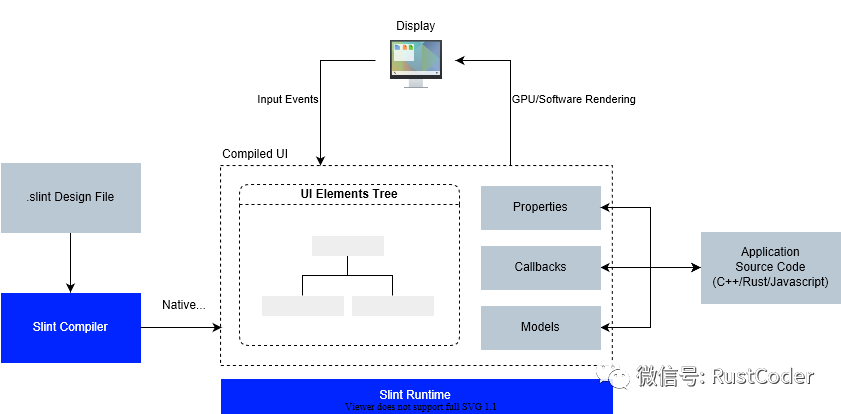 Display
Input Events
GPU/Software Rendering
Compiled UI
.slint Design File
UI Elements Tree
Properties
Callbacks
Application
Source Code
(C++/Rust/Javascript)
Native...
Slint Compiler
Models
微信号: RustCoder
Slint Runtime
Viewer does not support full SVG 1.1